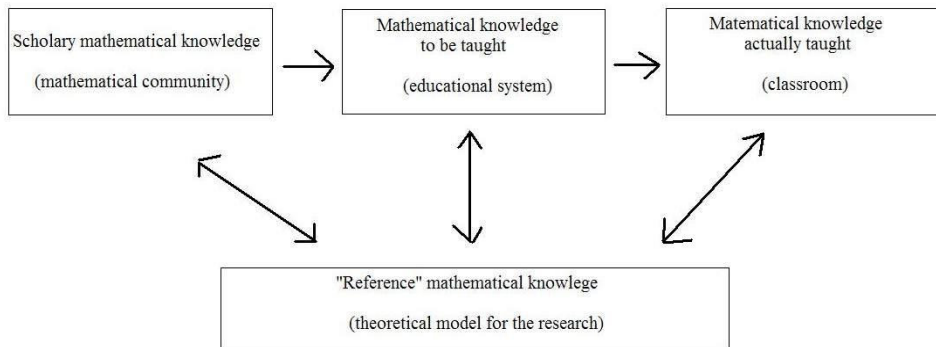 Scholary mathematical knowledge
(mathematical community)
Mathematical knowledge
to be taught
(educational system)
Matematical knowledge
actually taught
(classroom)
"Reference" mathematical knowlege
(theoretical model for the research)